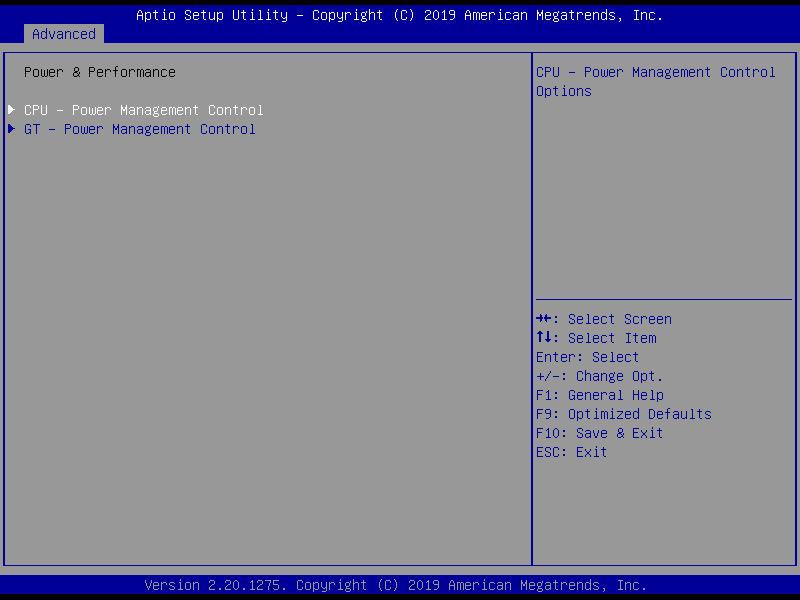 Aptio Setup Utility – Copyright (C) 2019 American Megatrends, Inc.
Advanced
Power & Performance
CPU – Power Management Control
GT – Power Management Control
CPU – Power Management Control
Options
→←: Select Screen
↑↓: Select Item
Enter: Select
+/–: Change Opt.
F1: General Help
F9: Optimized Defaults
F10: Save & Exit
ESC: Exit
Version 2.20.1275. Copyright (C) 2019 American Megatrends, Inc.